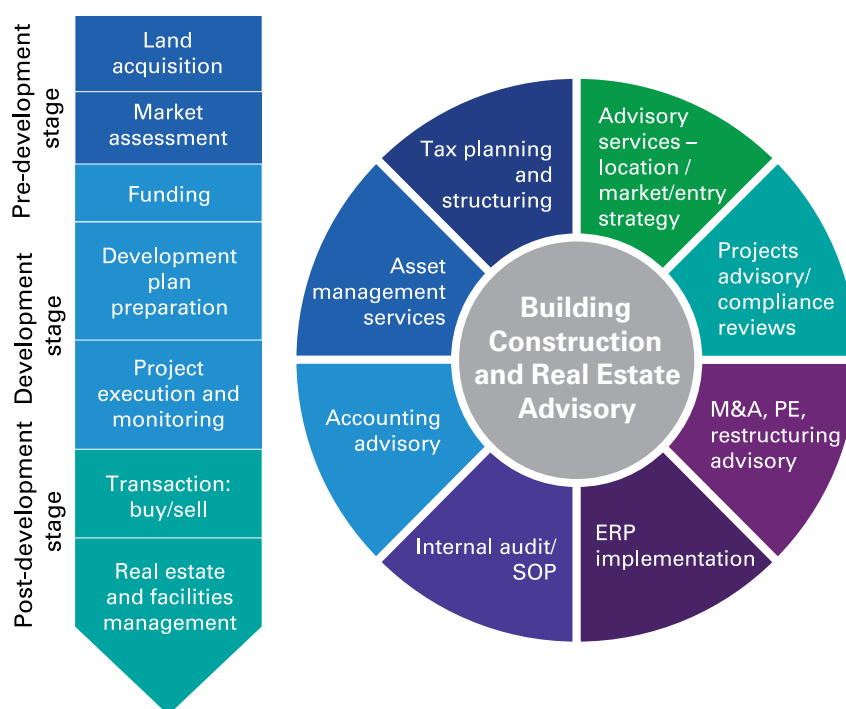 Pre-development
stage
Land
acquisition
Market
assessment
Funding
Development
stage
Development
plan
preparation
Project
execution and
monitoring
Post-development
stage
Transaction:
buy/sell
Real estate
and facilities
management
Building
Construction
and Real Estate
Advisory
Advisory
services –
location /
market/entry
strategy
Projects
advisory/
compliance
reviews
M&A, PE,
restructuring
advisory
ERP
implementation
Internal audit/
SOP
Accounting
advisory
Asset
management
services
Tax planning
and
structuring